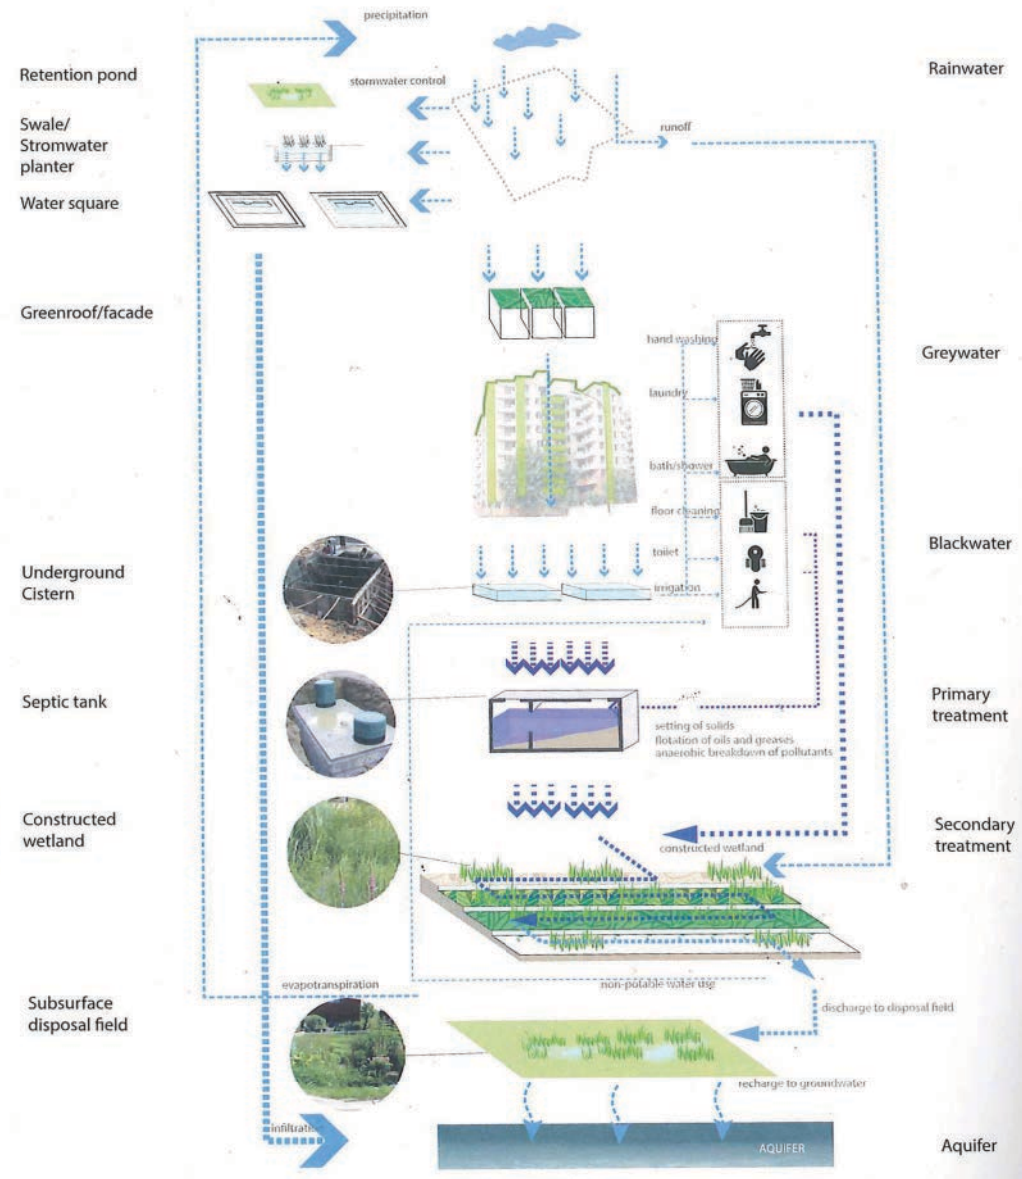 precipitation
Retention pond
stormwater control
Rainwater
Swale/
Stromwater
planter
runoff
Water square
Greenroof/facade
hand washing
Greywater
laundry
bath/shower
floor cleaning
Blackwater
toilet
Underground
Cistern
irrigation
Septic tank
Primary
treatment
setting of solids
flotation of oils and greases
anaerobic breakdown of pollutants
Constructed
wetland
Secondary
treatment
constructed wetland
evapotranspiration
non-potable water use
Subsurface
disposal field
discharge to disposal field
recharge to groundwater
infiltration
AQUIFER
Aquifer